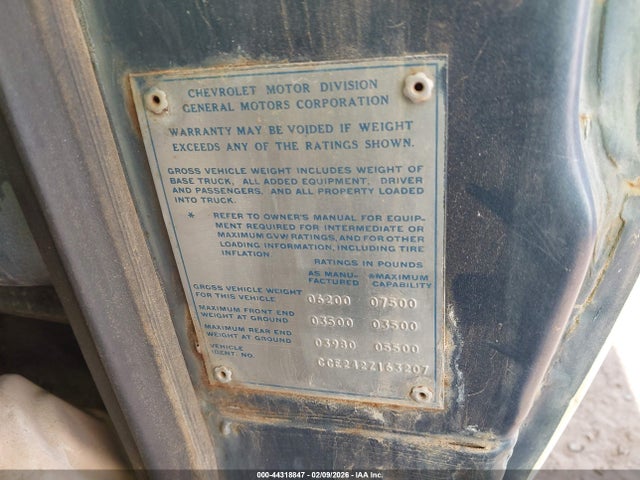 CHEVROLET MOTOR DIVISION
GENERAL MOTORS CORPORATION
WARRANTY MAY BE VOIDED IF WEIGHT
EXCEEDS ANY OF THE RATINGS SHOWN.
GROSS VEHICLE WEIGHT INCLUDES WEIGHT OF
BASE TRUCK, ALL ADDED EQUIPMENT, DRIVER
AND PASSENGERS, AND ALL PROPERTY LOADED
INTO TRUCK.
* REFER TO OWNER'S MANUAL FOR EQUIP-
MENT REQUIRED FOR INTERMEDIATE OR
MAXIMUM GVW RATINGS, AND FOR OTHER
LOADING INFORMATION, INCLUDING TIRE
INFLATION
RATINGS IN POUNDS
AS MANU-
FACTURED
*MAXIMUM
CAPABILITY
GROSS VEHICLE WEIGHT
FOR THIS VEHICLE 06200 07500
MAXIMUM FRONT END
WEIGHT AT GROUND 03500 03500
MAXIMUM REAR END
WEIGHT AT GROUND 03980 05500
VEHICLE
IDENT. NO. CCE242Z163207
000-44318847 - 02/09/2026 - IAA Inc.